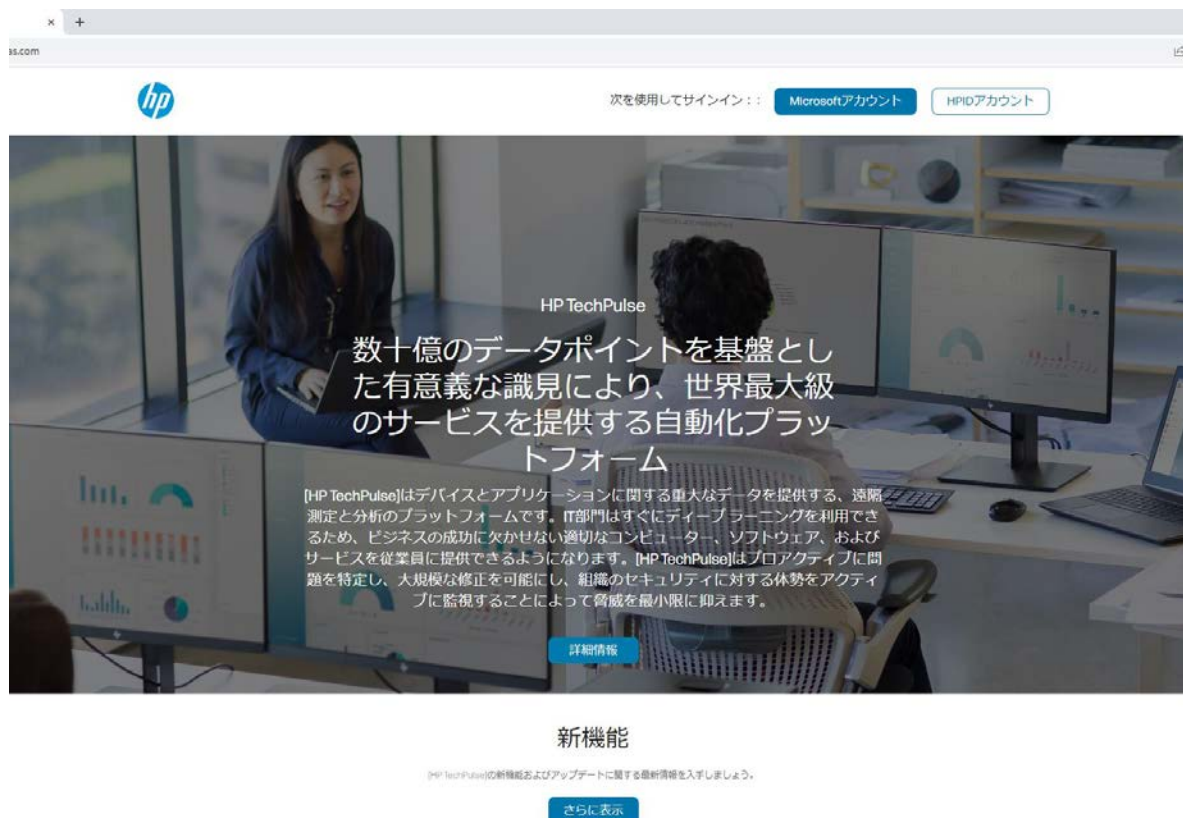 × +
as.com
hp
次を使用してサインイン：： Microsoftアカウント HPIDアカウント
HP TechPulse
数十億のデータポイントを基盤とし
た有意義な識見により、世界最大級
のサービスを提供する自動化プラッ
トフォーム
[HP TechPulse]はデバイスとアプリケーションに関する重大なデータを提供する、遠隔
測定と分析のプラットフォームです。IT部門はすぐにディープ ラーニングを利用でき
るため、ビジネスの成功に欠かせない適切なコンピューター、ソフトウェア、および
サービスを従業員に提供できるようになります。[HP TechPulse]はプロアクティブに問
題を特定し、大規模な修正を可能にし、組織のセキュリティに対する体勢をアクティ
ブに監視することによって脅威を最小限に抑えます。
詳細情報
新機能
[HP TechPulse]の新機能およびアップデートに関する最新情報を入手しましょう。
さらに表示